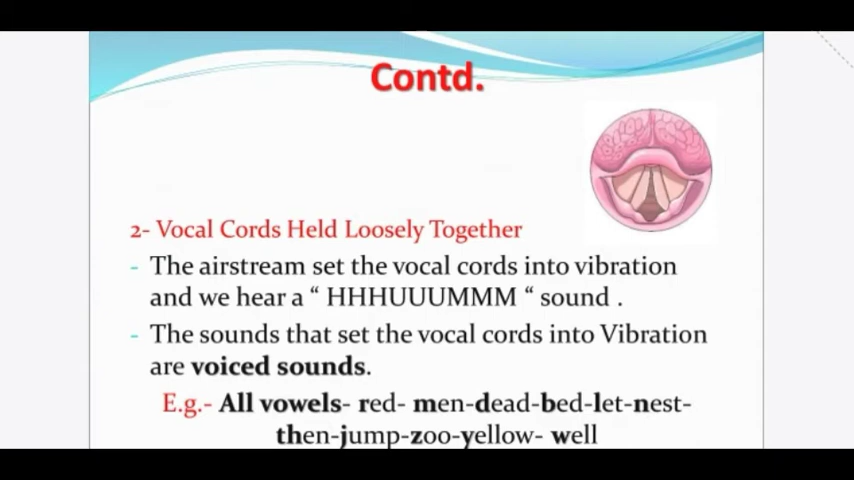 Contd.
2- Vocal Cords Held Loosely Together
- The airstream set the vocal cords into vibration
and we hear a “ HHHUUUMMM “ sound .
- The sounds that set the vocal cords into Vibration
are voiced sounds.
E.g.- All vowels- red- men-dead-bed-let-nest-
then-jump-zoo-yellow- well